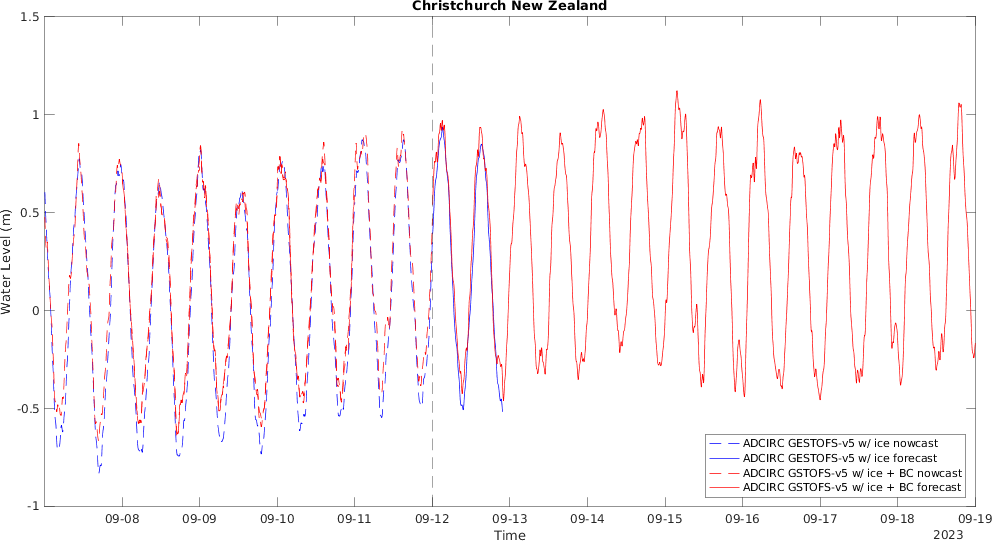 Christchurch New Zealand
1.5
1
0.5
0
-0.5
-1
Water Level (m)
ADCIRC GESTOFS-v5 w/ ice nowcast
ADCIRC GESTOFS-v5 w/ ice forecast
ADCIRC GSTOFS-v5 w/ ice + BC nowcast
ADCIRC GSTOFS-v5 w/ ice + BC forecast
09-08 09-09 09-10 09-11 09-12 09-13 09-14 09-15 09-16 09-17 09-18 09-19
Time
2023